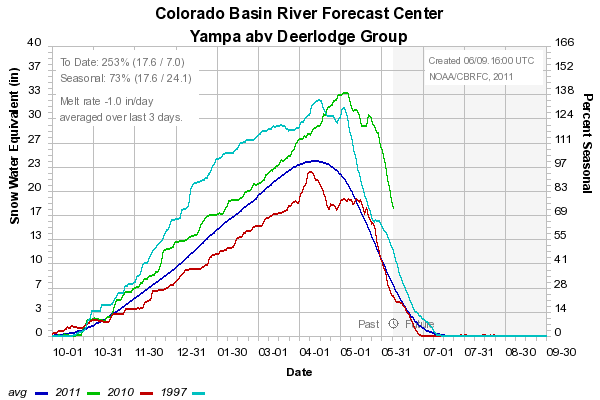 Colorado Basin River Forecast Center
Yampa abv Deerlodge Group
To Date: 253% (17.6 / 7.0)
Seasonal: 73% (17.6 / 24.1)
Melt rate -1.0 in/day
averaged over last 3 days.
Created 06/09.16:00 UTC
NOAA/CBRFC, 2011
Snow Water Equivalent (in)
40
37
33
30
27
23
20
17
13
10
7
3
0
Percent Seasonal
166
152
138
124
111
97
83
69
55
41
28
14
0
Past Future
10-01 10-31 11-30 12-31 01-30 03-01 04-01 05-01 05-31 07-01 07-31 08-30 09-30
Date
avg 2011 2010 1997